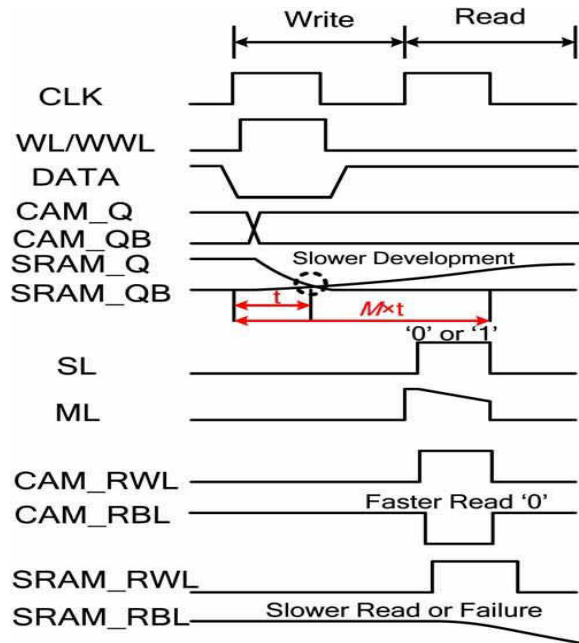 Write Read
CLK
WL/WWL
DATA
CAM_Q
CAM_QB
SRAM_Q Slower Development
SRAM_QB
t M×t
'0' or '1'
SL
ML
CAM_RWL
Faster Read '0'
CAM_RBL
SRAM_RWL
Slower Read or Failure
SRAM_RBL